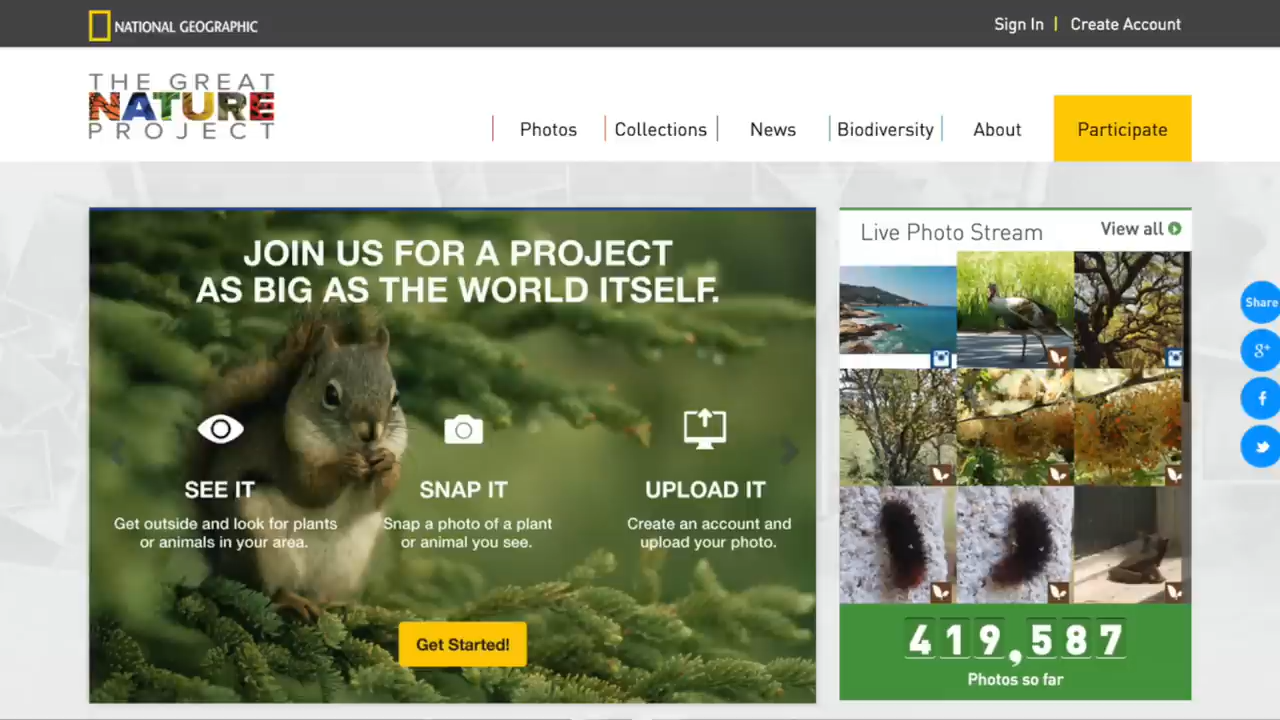 NATIONAL GEOGRAPHIC
Sign In
Create Account
THE GREAT
NATURE
PROJECT
Photos
Collections
News
Biodiversity
About
Participate
JOIN US FOR A PROJECT
AS BIG AS THE WORLD ITSELF.
SEE IT
Get outside and look for plants
or animals in your area.
SNAP IT
Snap a photo of a plant
or animal you see.
UPLOAD IT
Create an account and
upload your photo.
Get Started!
Live Photo Stream
View all
419,587
Photos so far
Share
g+
f